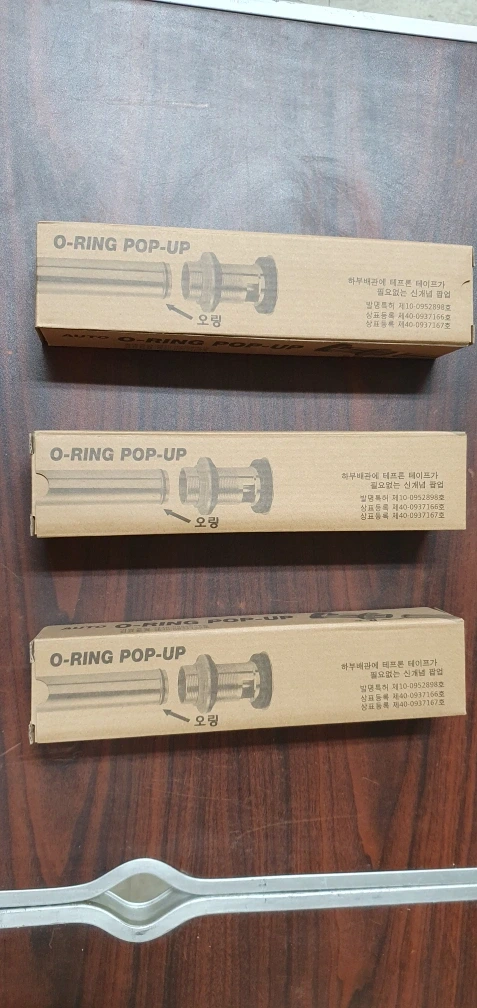 O-RING POP-UP
하부배관에 테프론 테이프가
필요없는 신개념 팝업
발명특허 제10-0952898호
상표등록 제40-0937166호
상표등록 제40-0937167호
오링
AUTO O-RING POP-UP
O-RING POP-UP
하부배관에 테프론 테이프가
필요없는 신개념 팝업
발명특허 제10-0952898호
상표등록 제40-0937166호
상표등록 제40-0937167호
오링
AUTO O-RING POP-UP
O-RING POP-UP
하부배관에 테프론 테이프가
필요없는 신개념 팝업
발명특허 제10-0952898호
상표등록 제40-0937166호
상표등록 제40-0937167호
오링